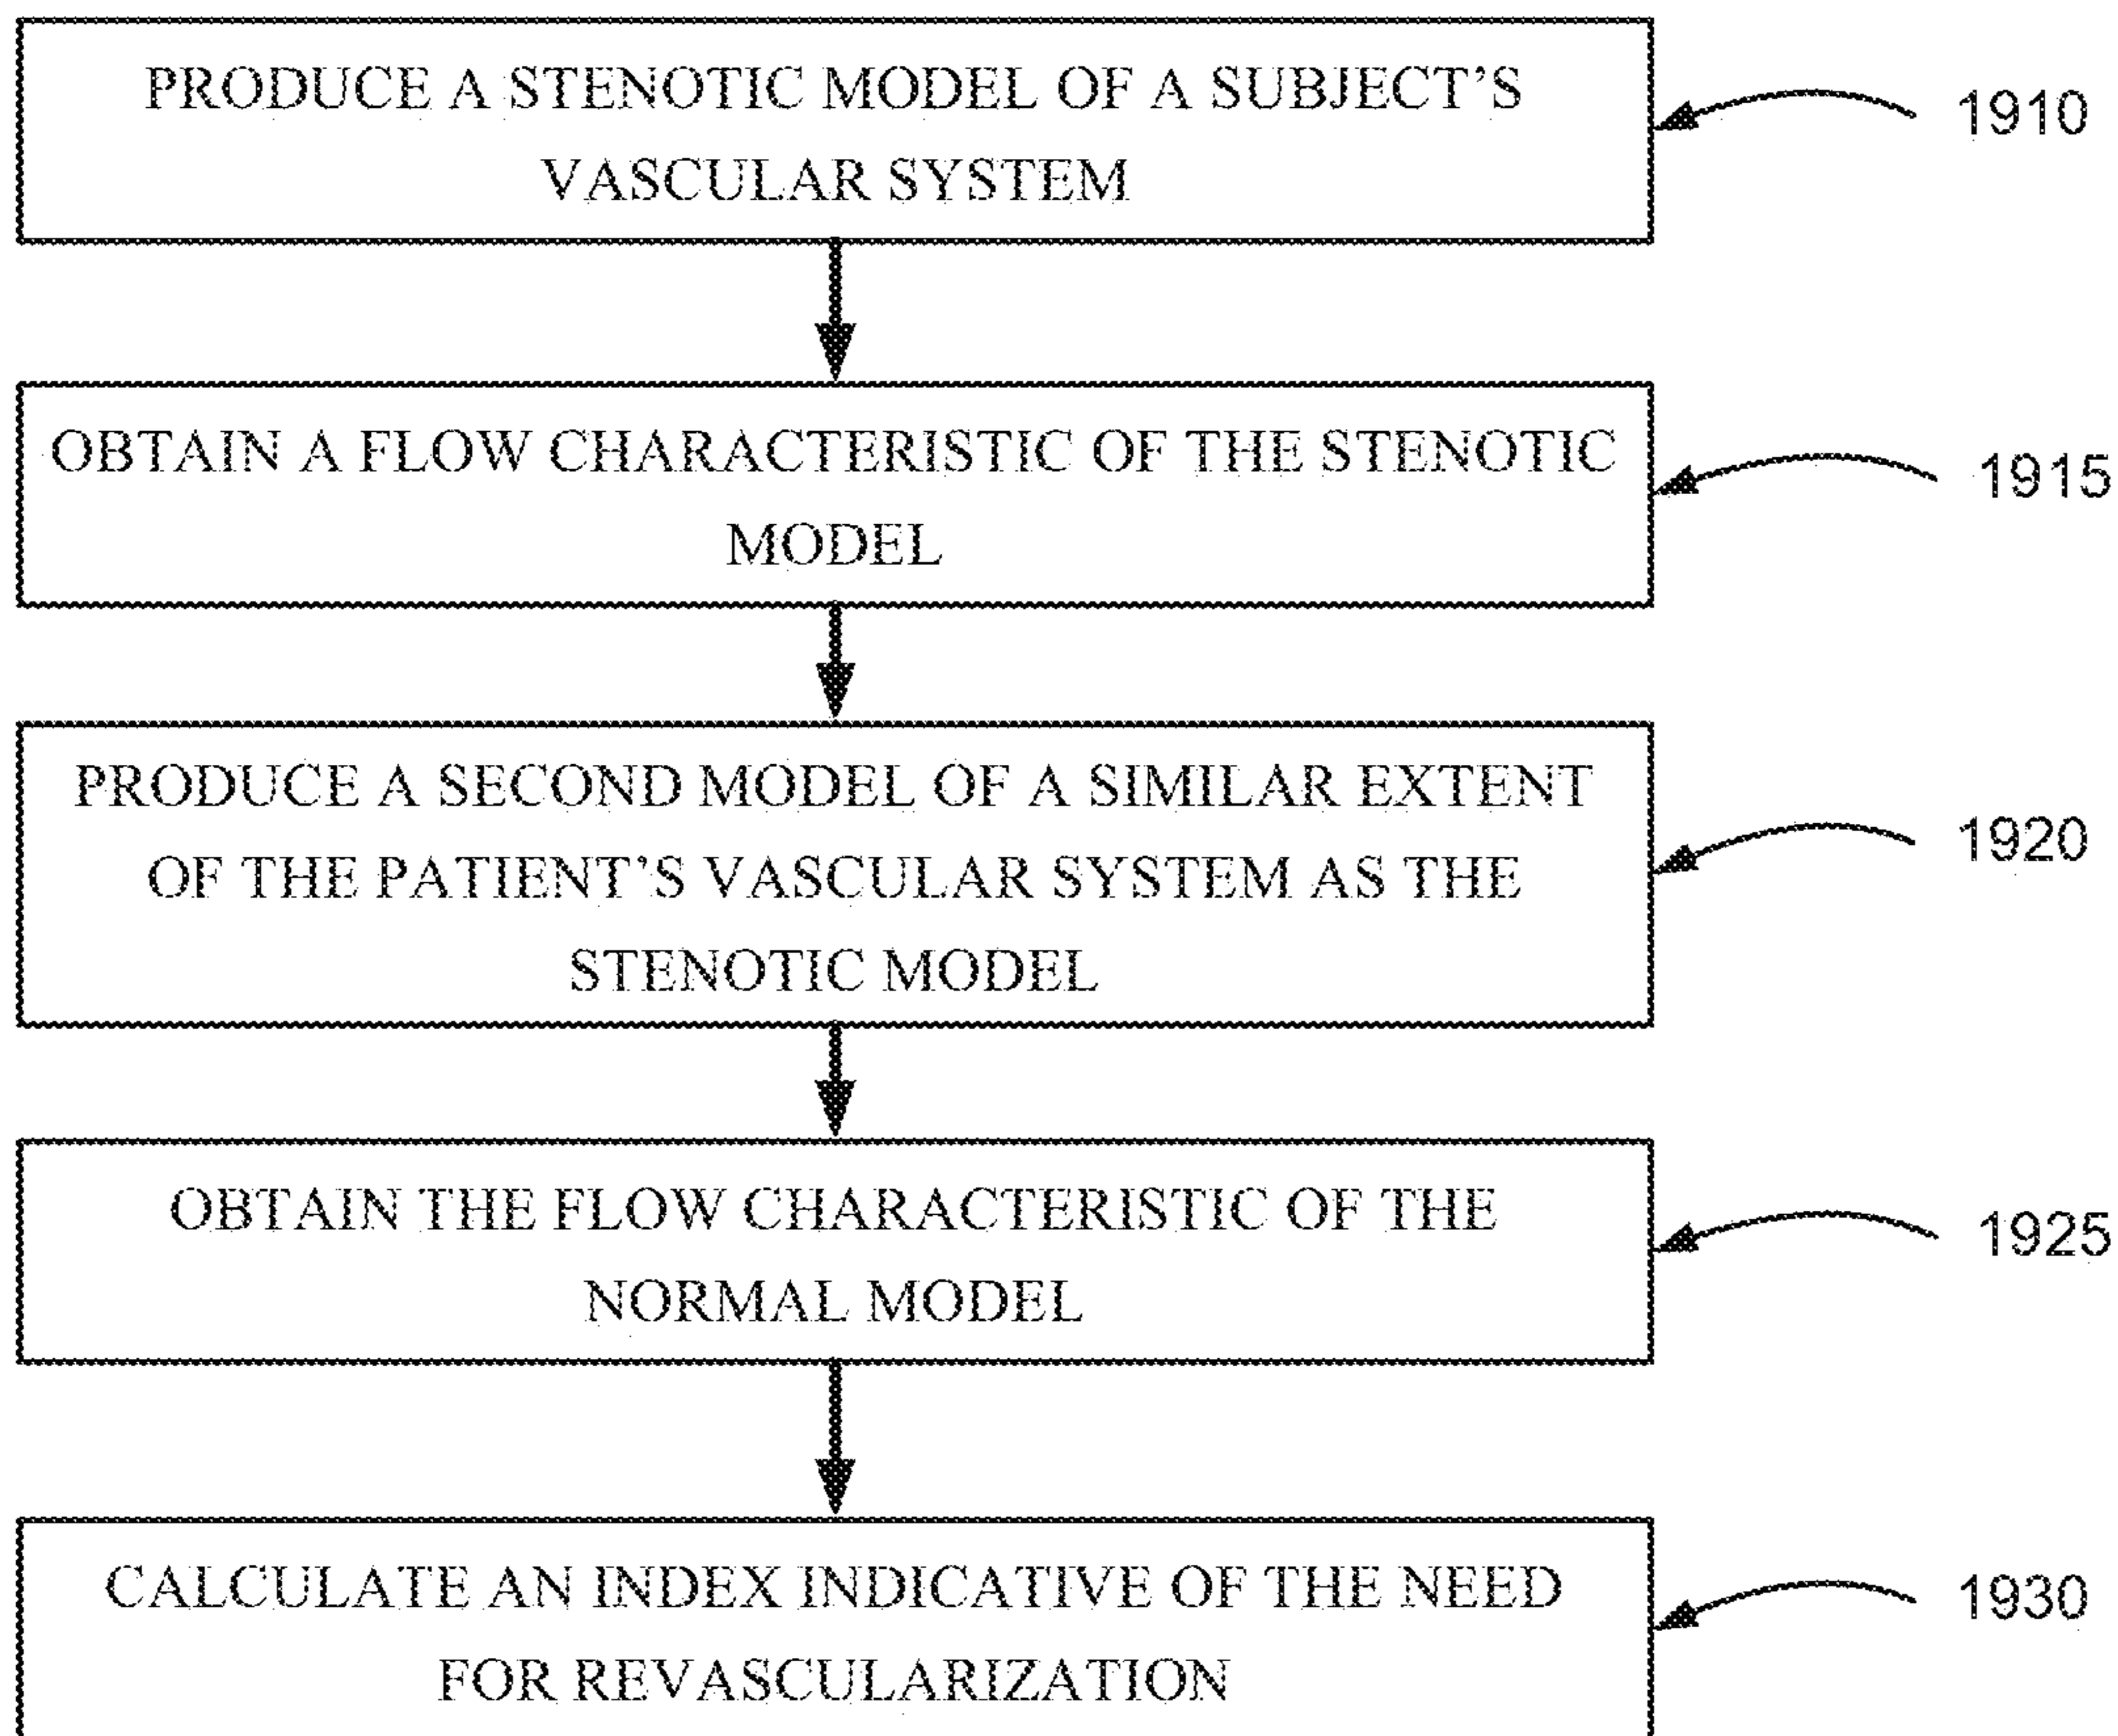 PRODUCE A STENOTIC MODEL OF A SUBJECT'S
VASCULAR SYSTEM
1910
OBTAIN A FLOW CHARACTERISTIC OF THE STENOTIC
MODEL
1915
PRODUCE A SECOND MODEL OF A SIMILAR EXTENT
OF THE PATIENT'S VASCULAR SYSTEM AS THE
STENOTIC MODEL
1920
OBTAIN THE FLOW CHARACTERISTIC OF THE
NORMAL MODEL
1925
CALCULATE AN INDEX INDICATIVE OF THE NEED
FOR REVASCULARIZATION
1930